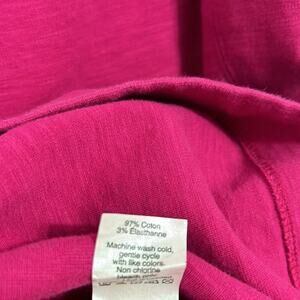 97% Coton
3% Élasthanne
Machine wash cold,
gentle cycle
with like colors.
Non chlorine